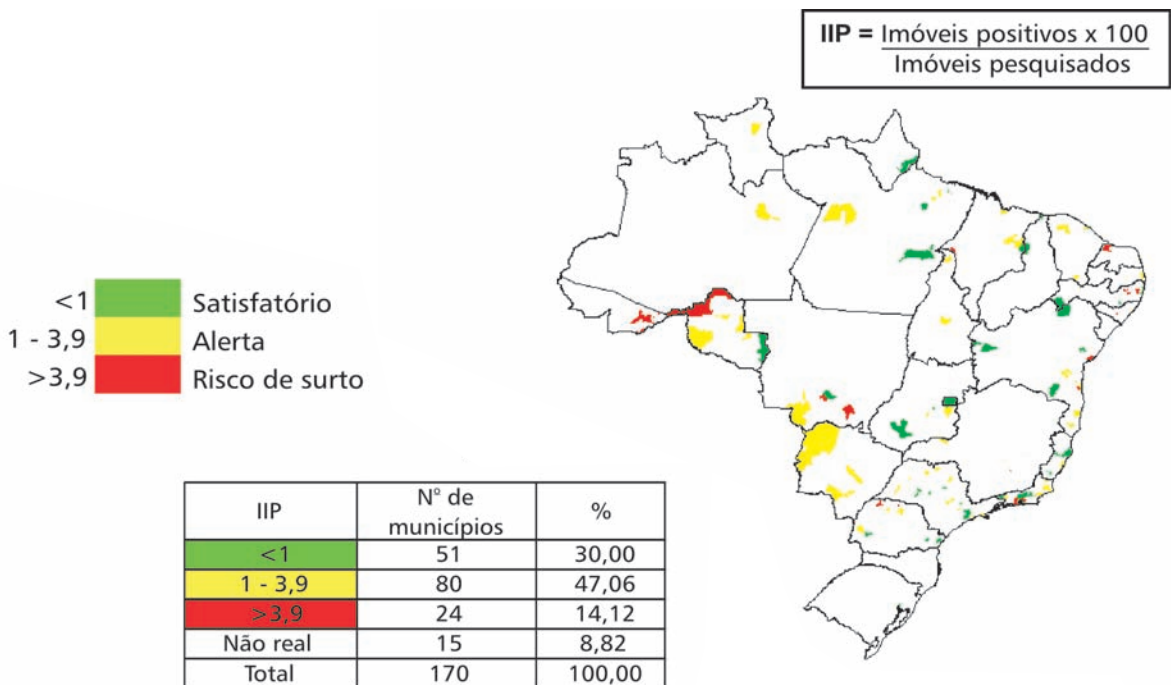 IIP = Imóveis positivos x 100
Imóveis pesquisados
<1 Satisfatório
1 - 3,9 Alerta
>3,9 Risco de surto
IIP Nº de municípios %
<1 51 30,00
1 - 3,9 80 47,06
>3,9 24 14,12
Não real 15 8,82
Total 170 100,00